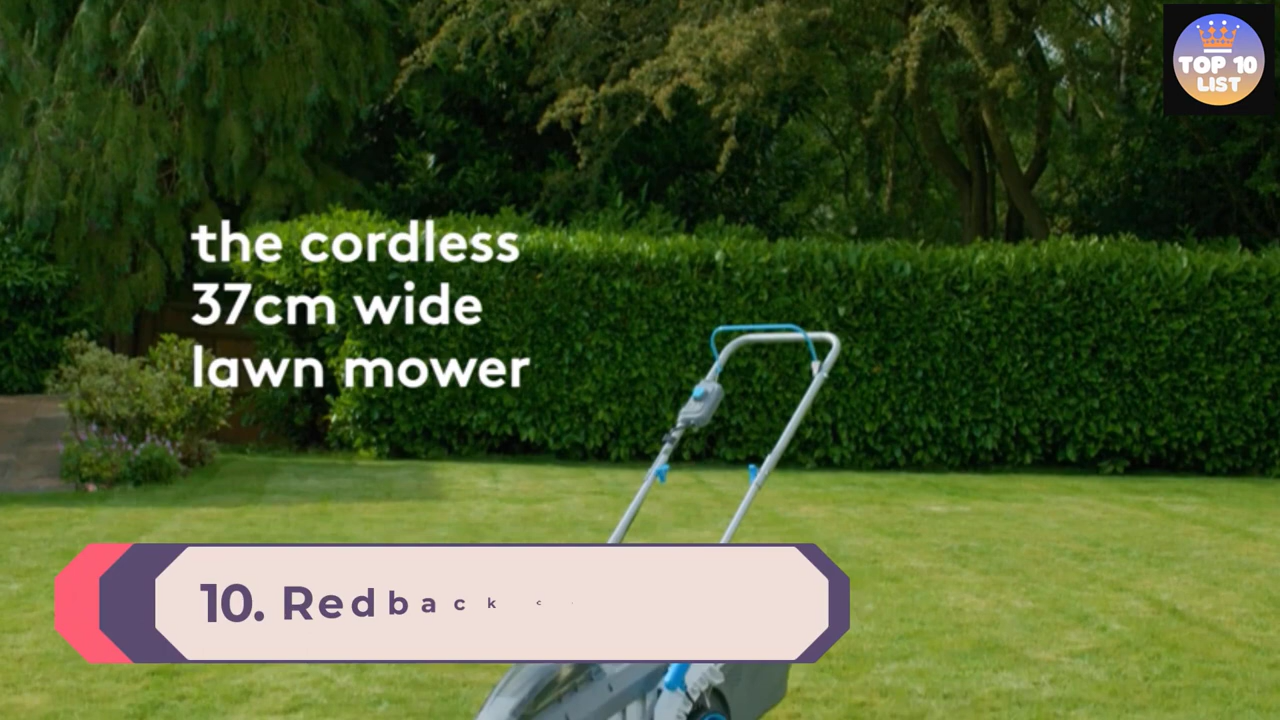 TOP 10
LIST
the cordless
37cm wide
lawn mower
10. Redback